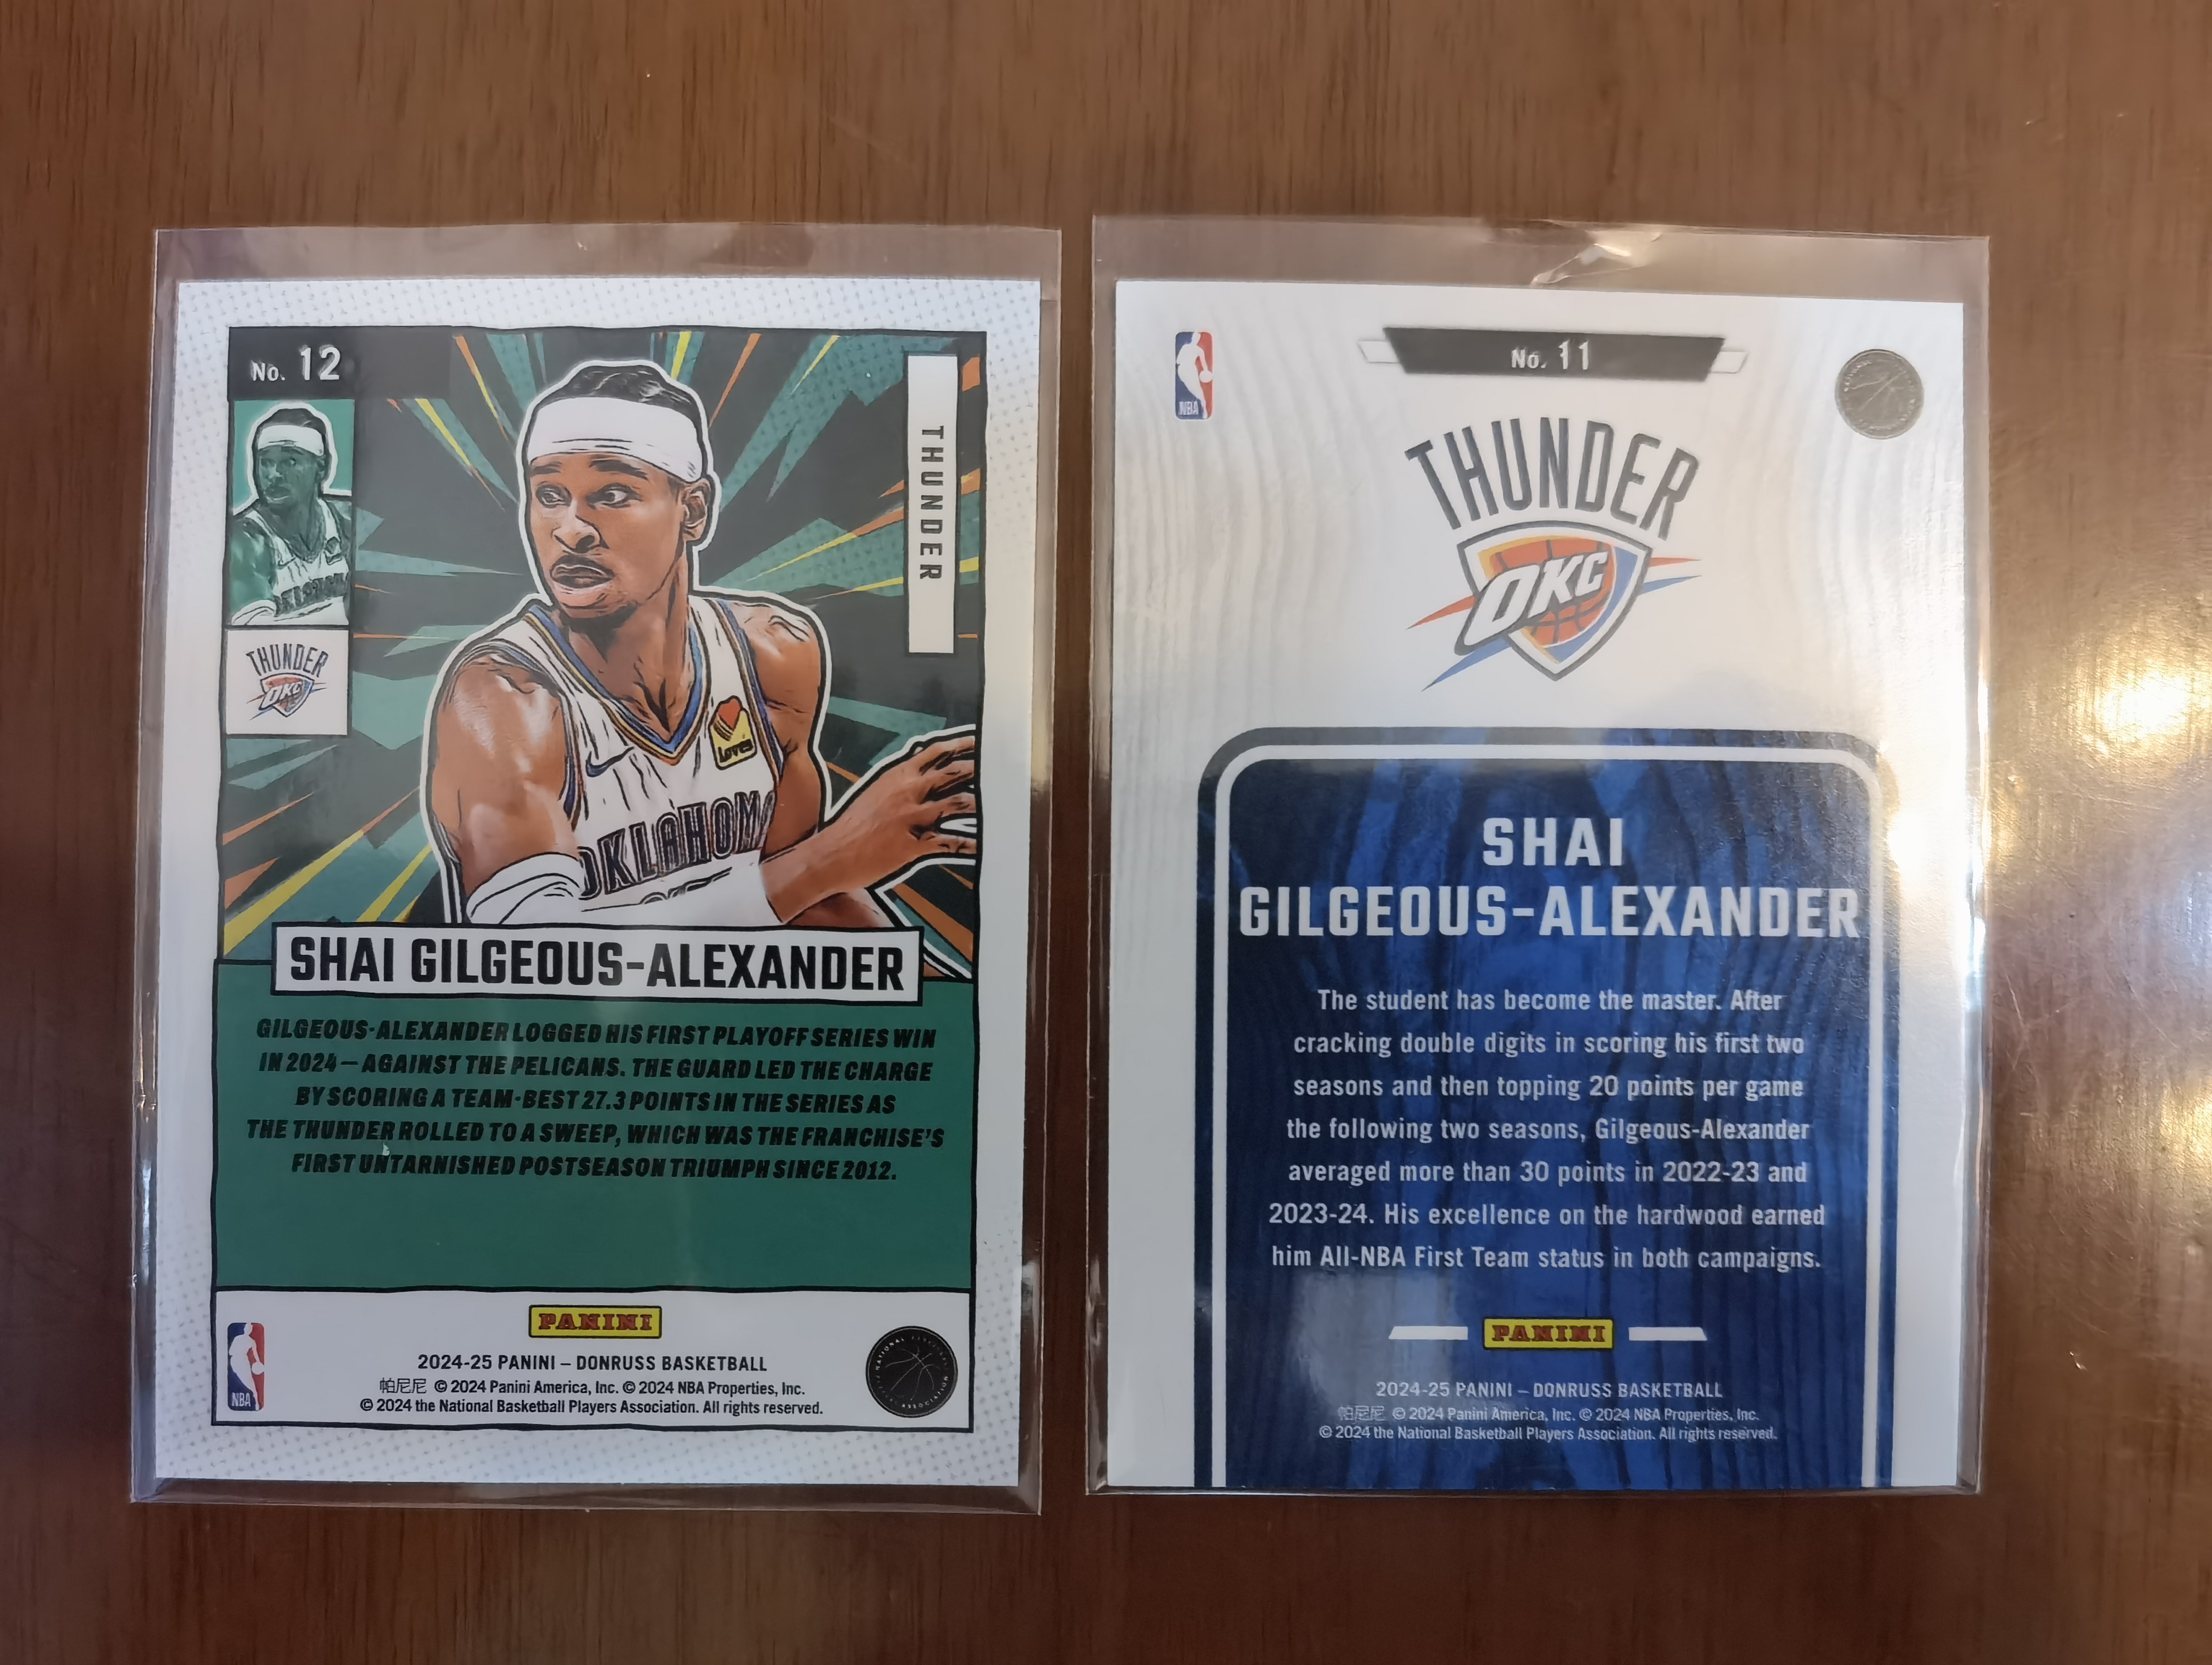 No. 12
THUNDER
THUNDER
OKC
Loves
OKLAHOMA
SHAI GILGEOUS-ALEXANDER
GILGEOUS-ALEXANDER LOGGED HIS FIRST PLAYOFF SERIES WIN
IN 2024 — AGAINST THE PELICANS. THE GUARD LED THE CHARGE
BY SCORING A TEAM-BEST 27.3 POINTS IN THE SERIES AS
THE THUNDER ROLLED TO A SWEEP, WHICH WAS THE FRANCHISE'S
FIRST UNTARNISHED POSTSEASON TRIUMPH SINCE 2012.
PANINI
NBA
2024-25 PANINI – DONRUSS BASKETBALL
帕尼尼 © 2024 Panini America, Inc. © 2024 NBA Properties, Inc.
© 2024 the National Basketball Players Association. All rights reserved.
No. 11
NBA
THUNDER
OKC
SHAI
GILGEOUS-ALEXANDER
The student has become the master. After
cracking double digits in scoring his first two
seasons and then topping 20 points per game
the following two seasons, Gilgeous-Alexander
averaged more than 30 points in 2022-23 and
2023-24. His excellence on the hardwood earned
him All-NBA First Team status in both campaigns.
PANINI
2024-25 PANINI – DONRUSS BASKETBALL
帕尼尼 © 2024 Panini America, Inc. © 2024 NBA Properties, Inc.
© 2024 the National Basketball Players Association. All rights reserved.